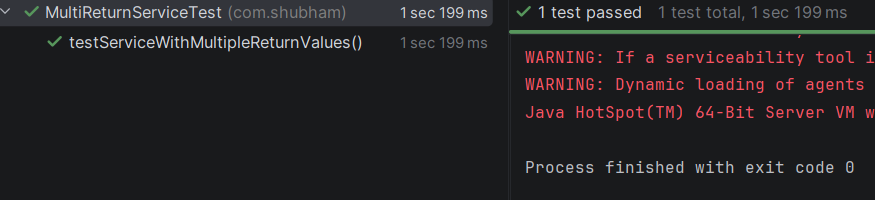 MultiReturnServiceTest (com.shubham) 1 sec 199 ms
testServiceWithMultipleReturnValues() 1 sec 199 ms
1 test passed 1 test total, 1 sec 199 ms
WARNING: If a serviceability tool i
WARNING: Dynamic loading of agents
Java HotSpot(TM) 64-Bit Server VM w
Process finished with exit code 0